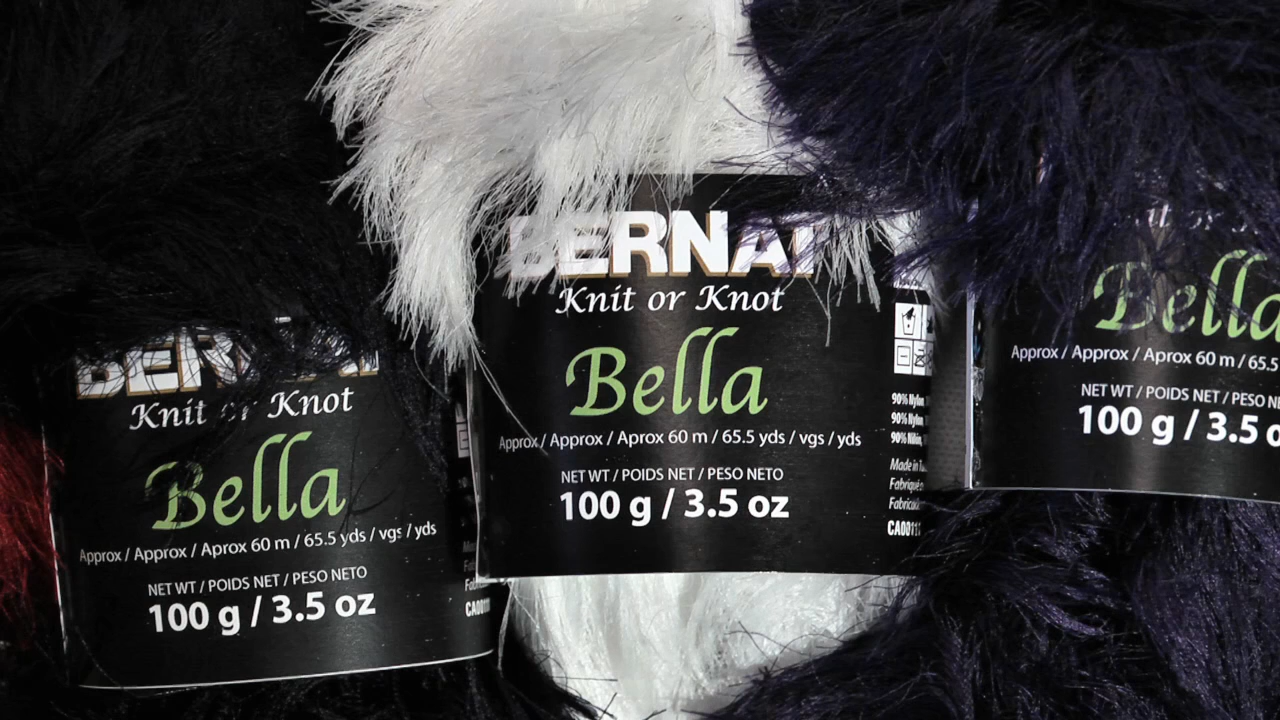 BERNAT
Knit or Knot
Bella
Approx / Approx / Aprox 60 m / 65.5 yds / vgs / yds
NET WT / POIDS NET / PESO NETO
100 g / 3.5 oz
BERNAT
Knit or Knot
Bella
Approx / Approx / Aprox 60 m / 65.5 yds / vgs / yds
NET WT / POIDS NET / PESO NETO
100 g / 3.5 oz
90% Nylon
90% Nylon
90%
Made in
Bella
Approx / Approx / Aprox 60 m / 65.5
NET WT / POIDS NET / PESO
100 g / 3.5